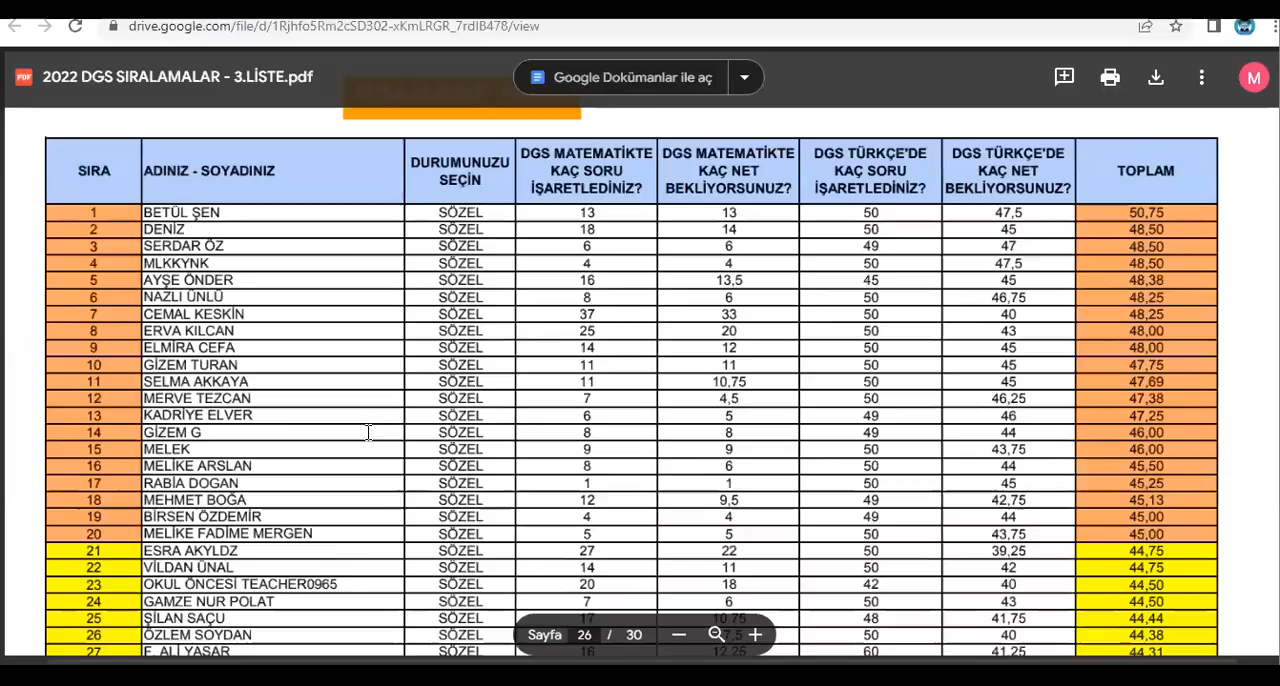 drive.google.com/file/d/1Rjhfo5Rm2cSD302-xKmLRGR_7rdIB478/view
2022 DGS SIRALAMALAR - 3.LİSTE.pdf
Google Dokümanlar ile aç
M
SIRA ADINIZ - SOYADINIZ DURUMUNUZU SEÇİN DGS MATEMATİKTE KAÇ SORU İŞARETLEDİNİZ? DGS MATEMATİKTE KAÇ NET BEKLİYORSUNUZ? DGS TÜRKÇE'DE KAÇ SORU İŞARETLEDİNİZ? DGS TÜRKÇE'DE KAÇ NET BEKLİYORSUNUZ? TOPLAM
1 BETÜL ŞEN SÖZEL 13 13 50 47,5 50,75
2 DENİZ SÖZEL 18 14 50 45 48,50
3 SERDAR ÖZ SÖZEL 6 6 49 47 48,50
4 MLKKYNK SÖZEL 4 4 50 47,5 48,50
5 AYŞE ÖNDER SÖZEL 16 13,5 45 45 48,38
6 NAZLI ÜNLÜ SÖZEL 8 6 50 46,75 48,25
7 CEMAL KESKİN SÖZEL 37 33 50 40 48,25
8 ERVA KILCAN SÖZEL 25 20 50 43 48,00
9 ELMİRA CEFA SÖZEL 14 12 50 45 48,00
10 GİZEM TURAN SÖZEL 11 11 50 45 47,75
11 SELMA AKKAYA SÖZEL 11 10,75 50 45 47,69
12 MERVE TEZCAN SÖZEL 7 4,5 50 46,25 47,38
13 KADRİYE ELVER SÖZEL 6 5 49 46 47,25
14 GİZEM G SÖZEL 8 8 49 44 46,00
15 MELEK SÖZEL 9 9 50 43,75 46,00
16 MELİKE ARSLAN SÖZEL 8 6 50 44 45,50
17 RABİA DOGAN SÖZEL 1 1 50 45 45,25
18 MEHMET BOĞA SÖZEL 12 9,5 49 42,75 45,13
19 BİRSEN ÖZDEMİR SÖZEL 4 4 49 44 45,00
20 MELİKE FADİME MERGEN SÖZEL 5 5 50 43,75 45,00
21 ESRA AKYLDZ SÖZEL 27 22 50 39,25 44,75
22 VİLDAN ÜNAL SÖZEL 14 11 50 42 44,75
23 OKUL ÖNCESİ TEACHER0965 SÖZEL 20 18 42 40 44,50
24 GAMZE NUR POLAT SÖZEL 7 6 50 43 44,50
25 ŞİLAN SAÇU SÖZEL 17 10,75 48 41,75 44,44
26 ÖZLEM SOYDAN SÖZEL 50 40 44,38
27 F. ALİ YAŞAR SÖZEL 16 12,25 60 41,25 44,31
Sayfa 26 / 30